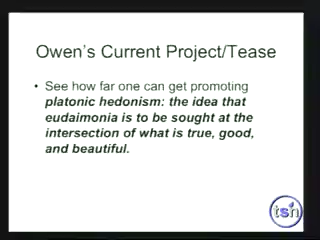 Owen's Current Project/Tease
• See how far one can get promoting
platonic hedonism: the idea that
eudaimonia is to be sought at the
intersection of what is true, good,
and beautiful.
tsn